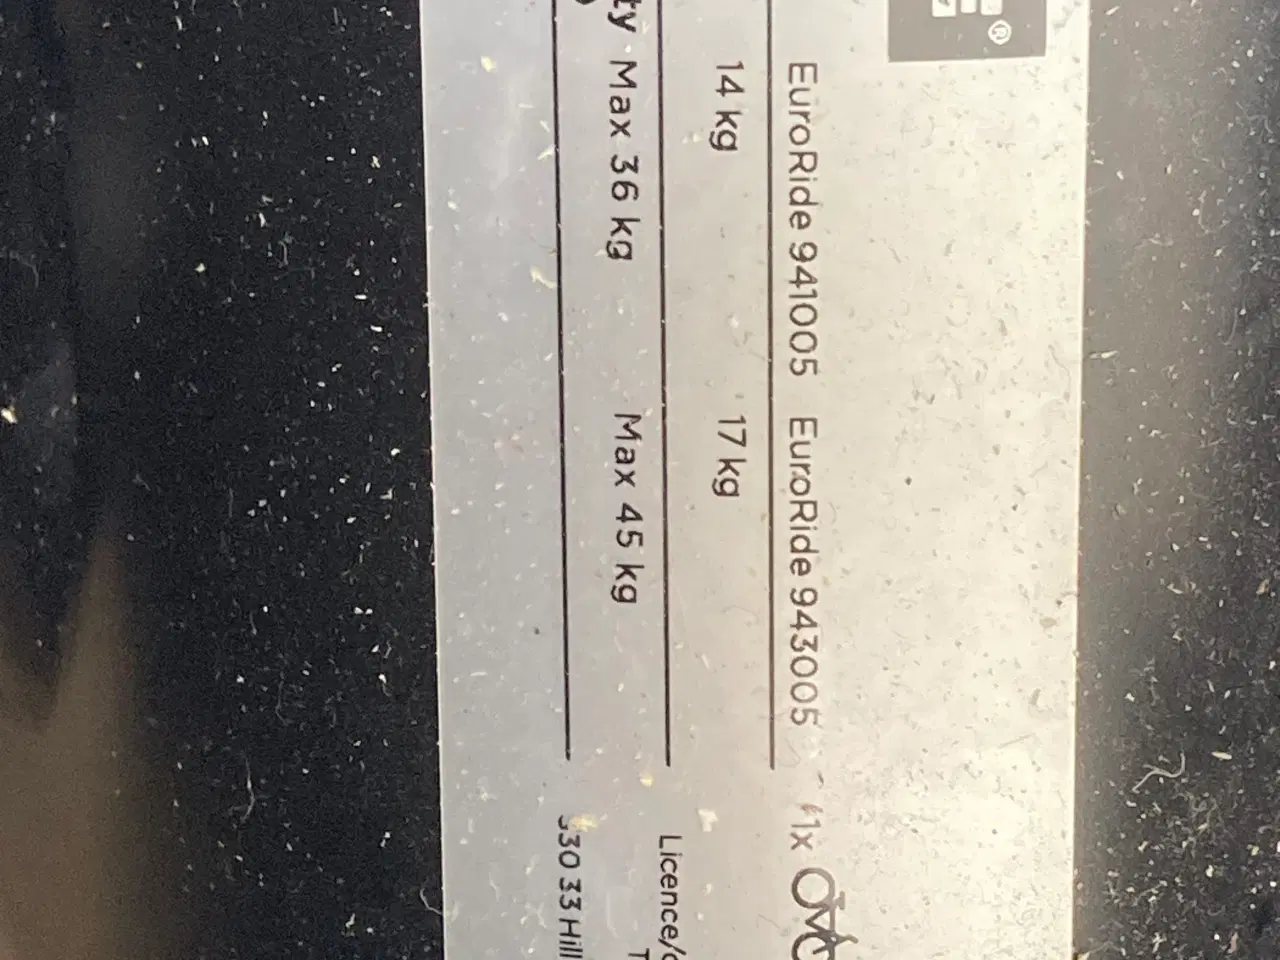 ®
EuroRide 941005 EuroRide 943005 1x
14 kg 17 kg
ty Max 36 kg Max 45 kg
Licence/
T
330 33 Hill